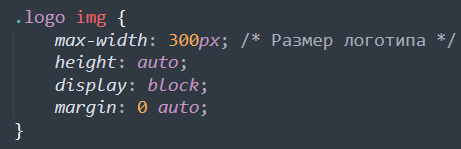 .logo img {
max-width: 300px; /* Размер логотипа */
height: auto;
display: block;
margin: 0 auto;
}